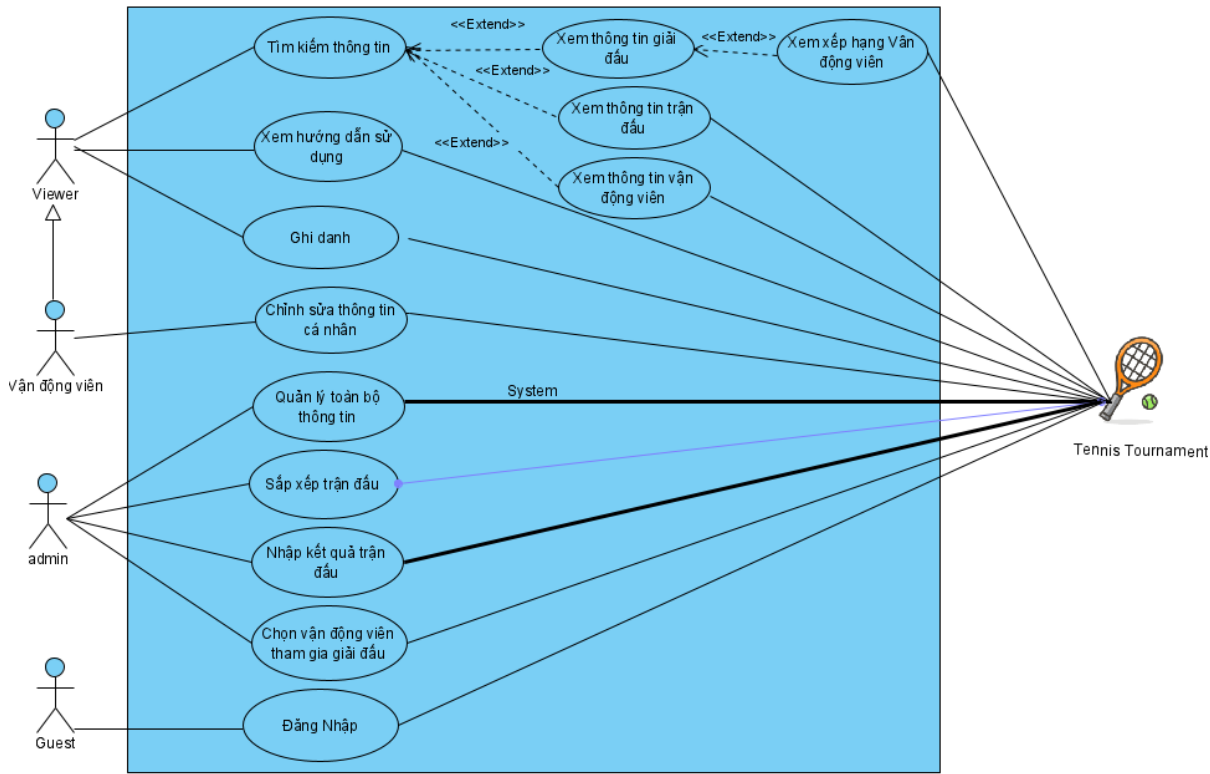 Tìm kiếm thông tin
<<Extend>>
Xem thông tin giải
đấu
<<Extend>>
Xem xếp hạng Vân
động viên
<<Extend>>
Xem thông tin trận
đấu
Xem hướng dẫn sử
dụng
<<Extend>>
Xem thông tin vận
động viên
Viewer
Ghi danh
Chỉnh sửa thông tin
cá nhân
Vận động viên
Quản lý toàn bộ
thông tin
System
Tennis Tournament
Sắp xếp trận đấu
admin
Nhập kết quả trận
đấu
Chọn vận động viên
tham gia giải đấu
Guest
Đăng Nhập